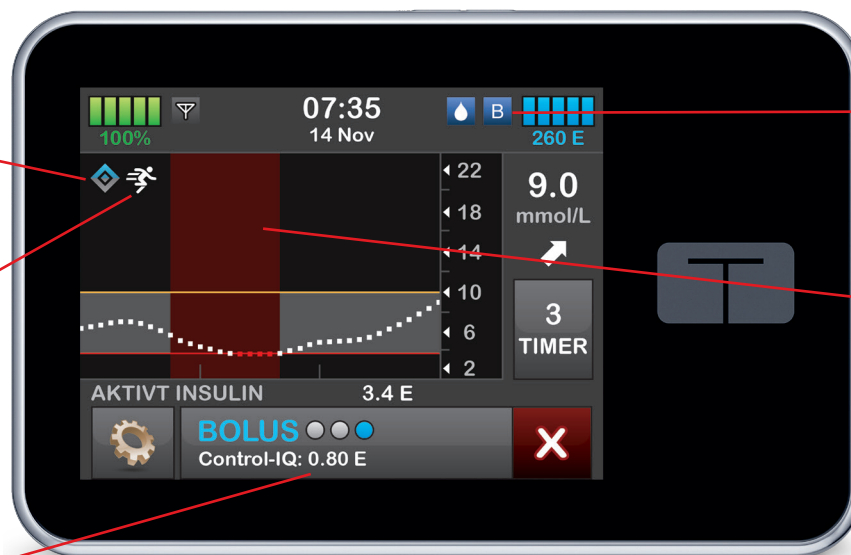 07:35
B
100%
14 Nov
260 E
22
9.0
mmol/L
18
14
10
3
TIMER
6
2
AKTIVT INSULIN 3.4 E
BOLUS
Control-IQ: 0.80 E
X
T